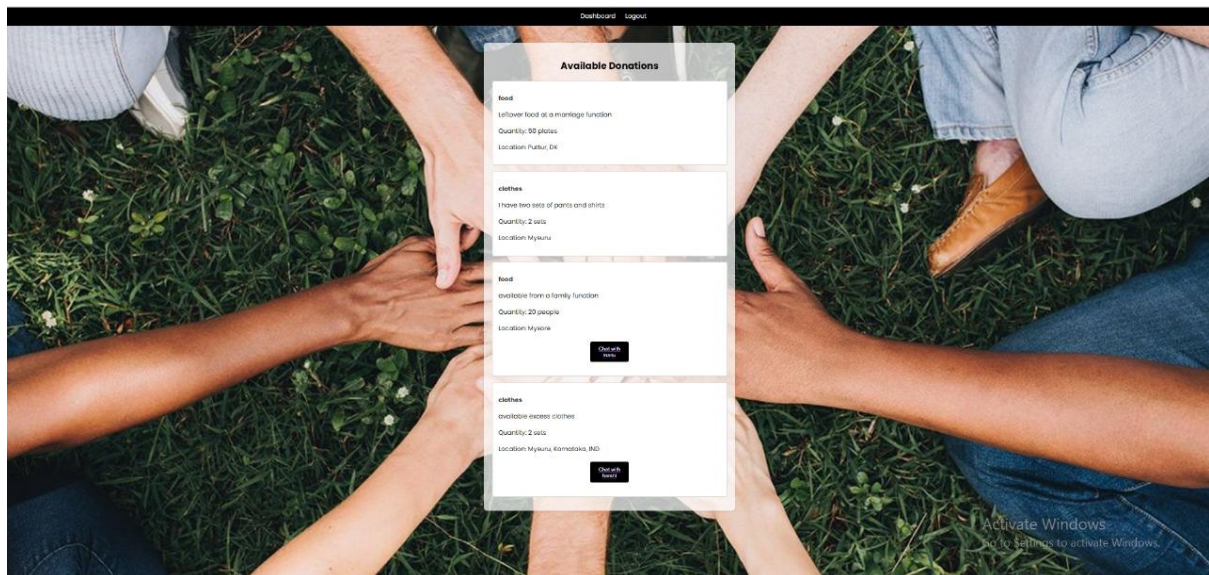 Dashboard Logout
Available Donations
food
Leftover food at a marriage function
Quantity: 50 plates
Location: Puttur, DK
clothes
I have two sets of pants and shirts
Quantity: 2 sets
Location: Mysuru
food
available from a family function
Quantity: 20 people
Location: Mysore
Chat with
clothes
available excess clothes
Quantity: 2 sets
Location: Mysuru, Karnataka, IND
Chat with
Activate Windows
Go to Settings to activate Windows.